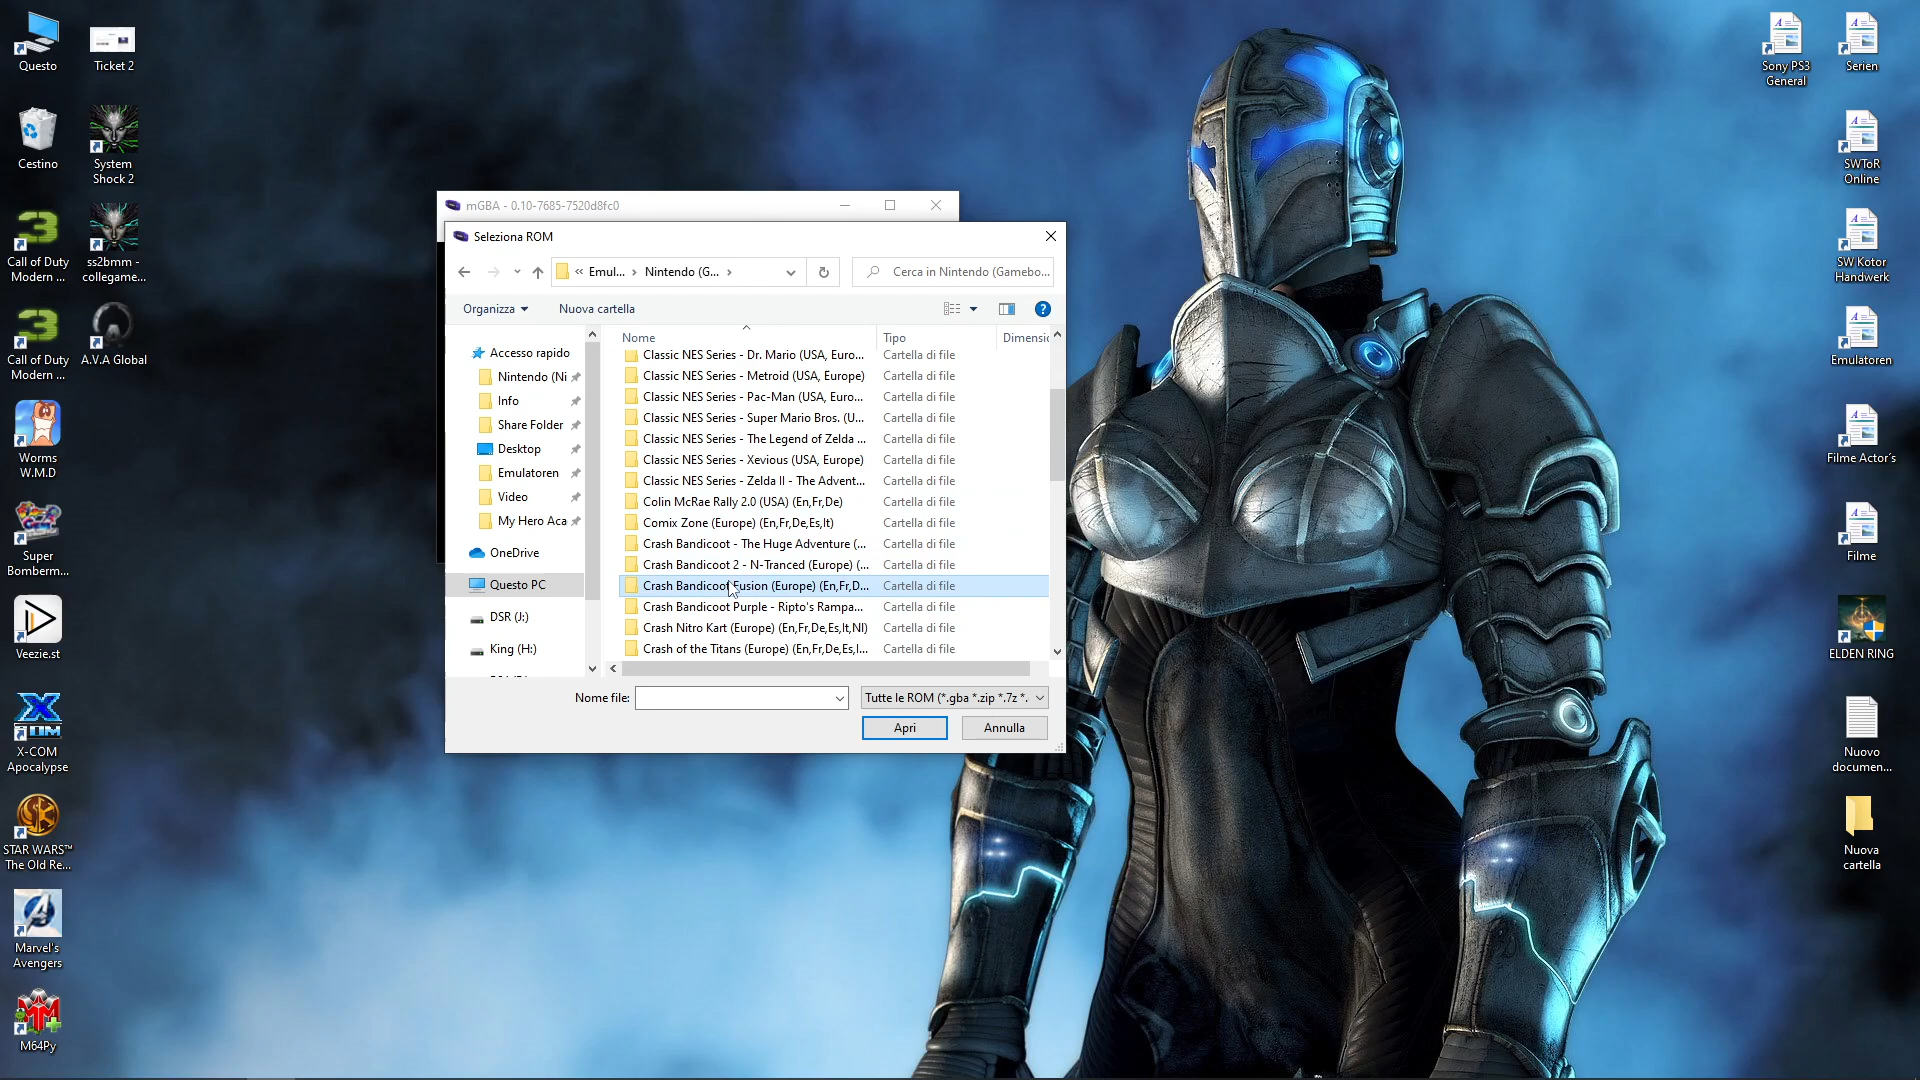 Questo
Ticket 2
Cestino
System
Shock 2
Call of Duty
Modern ...
ss2bmm -
collegame...
Call of Duty
Modern ...
A.V.A Global
Worms
W.M.D
Super
Bomberm...
Veezie.st
X-COM
Apocalypse
STAR WARS™
The Old Re...
Marvel's
Avengers
M64Py
mGBA - 0.10-7685-7520d8fc0
Seleziona ROM
« Emul... › Nintendo (G... ›
Cerca in Nintendo (Gamebo...
Organizza
Nuova cartella
Accesso rapido
Nintendo (Ni
Info
Share Folder
Desktop
Emulatoren
Video
My Hero Aca
OneDrive
Questo PC
DSR (J:)
King (H:)
Nome Tipo Dimensio
Classic NES Series - Dr. Mario (USA, Euro... Cartella di file
Classic NES Series - Metroid (USA, Europe) Cartella di file
Classic NES Series - Pac-Man (USA, Euro... Cartella di file
Classic NES Series - Super Mario Bros. (U... Cartella di file
Classic NES Series - The Legend of Zelda ... Cartella di file
Classic NES Series - Xevious (USA, Europe) Cartella di file
Classic NES Series - Zelda II - The Advent... Cartella di file
Colin McRae Rally 2.0 (USA) (En,Fr,De) Cartella di file
Comix Zone (Europe) (En,Fr,De,Es,It) Cartella di file
Crash Bandicoot - The Huge Adventure (... Cartella di file
Crash Bandicoot 2 - N-Tranced (Europe) (... Cartella di file
Crash Bandicoot Fusion (Europe) (En,Fr,D... Cartella di file
Crash Bandicoot Purple - Ripto's Rampa... Cartella di file
Crash Nitro Kart (Europe) (En,Fr,De,Es,It,Nl) Cartella di file
Crash of the Titans (Europe) (En,Fr,De,Es,I... Cartella di file
Nome file:
Tutte le ROM (*.gba *.zip *.7z *.
Apri
Annulla
Sony PS3
General
Serien
SWToR
Online
SW Kotor
Handwerk
Emulatoren
Filme Actor´s
Filme
ELDEN RING
Nuovo
documen...
Nuova
cartella